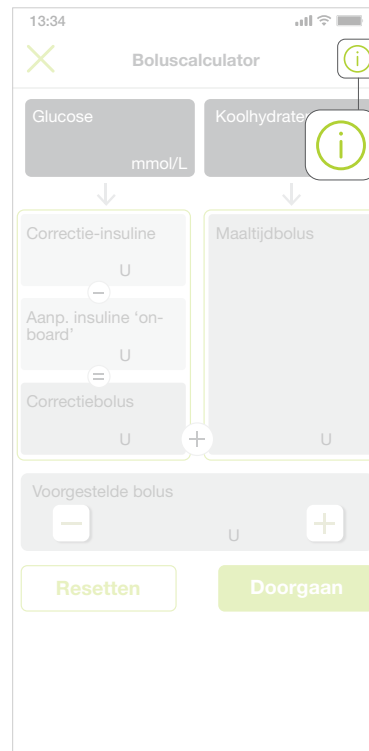 13:34
Boluscalculator
i
Glucose
mmol/L
Koolhydrate
i
Correctie-insuline
U
−
Aanp. insuline ‘on-
board’
U
=
Correctiebolus
U
+
Maaltijdbolus
U
Voorgestelde bolus
−
U
+
Resetten
Doorgaan